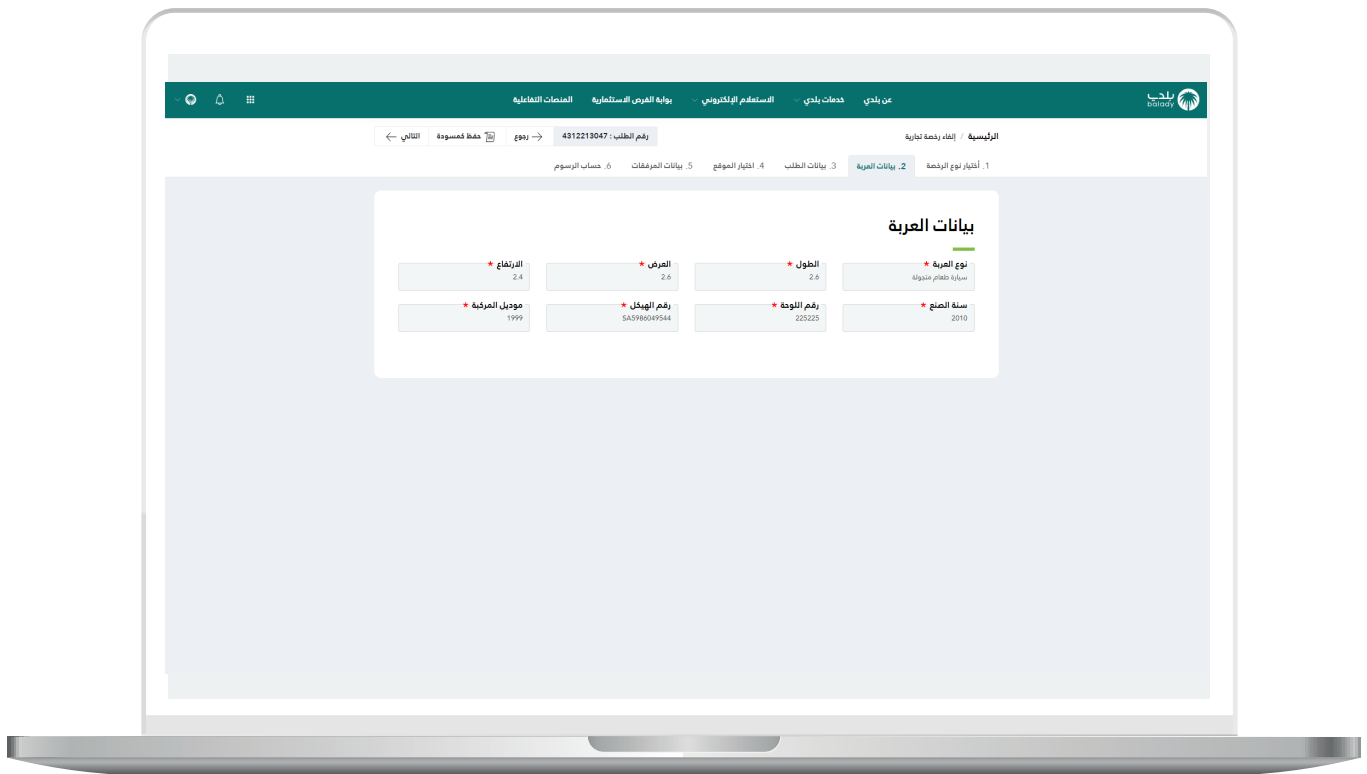 بلدي
balady
عن بلدي
خدمات بلدي
الاستعلام الإلكتروني
بوابة الفرص الاستثمارية
المنصات التفاعلية
الرئيسية / إلغاء رخصة تجارية
رقم الطلب : 4312213047
رجوع
حفظ كمسودة
التالي
1. أختيار نوع الرخصة
2. بيانات العربة
3. بيانات الطلب
4. اختيار الموقع
5. بيانات المرفقات
6. حساب الرسوم
بيانات العربة
نوع العربة *
سيارة طعام متجولة
الطول *
2.6
العرض *
2.6
الارتفاع *
2.4
سنة الصنع *
2010
رقم اللوحة *
225225
رقم الهيكل *
SA5986049544
موديل المركبة *
1999